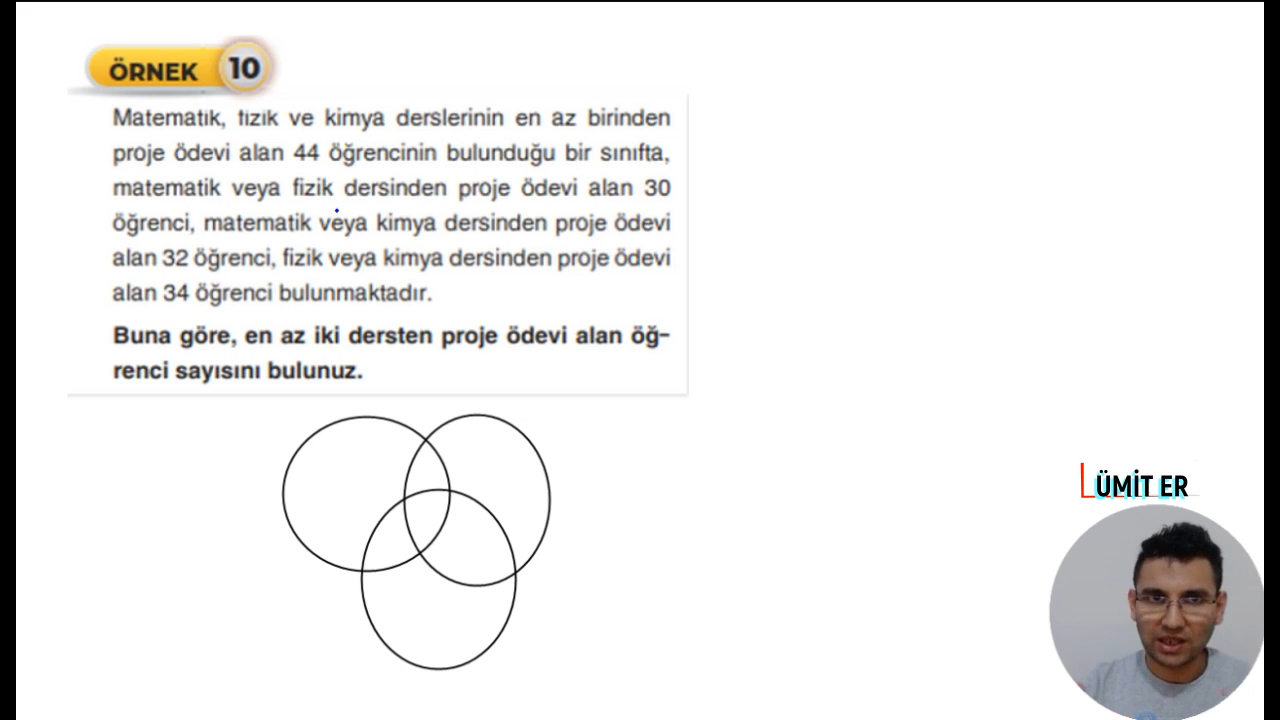 ÖRNEK 10
Matematik, fizik ve kimya derslerinin en az birinden
proje ödevi alan 44 öğrencinin bulunduğu bir sınıfta,
matematik veya fizik dersinden proje ödevi alan 30
öğrenci, matematik veya kimya dersinden proje ödevi
alan 32 öğrenci, fizik veya kimya dersinden proje ödevi
alan 34 öğrenci bulunmaktadır.
Buna göre, en az iki dersten proje ödevi alan öğ-
renci sayısını bulunuz.
ÜMİT ER